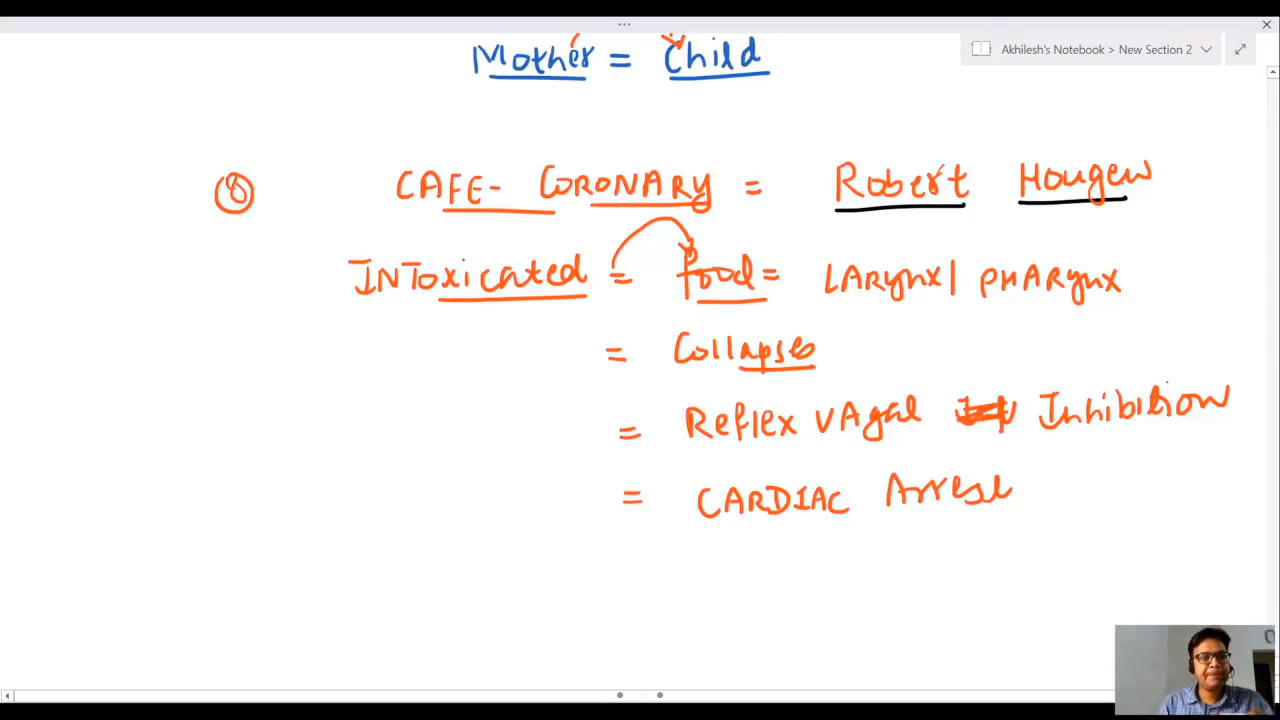 Akhilesh's Notebook > New Section 2
Mother = Child
8 CAFE- CORONARY = Robert Hougen
INToxicated = food = LARynx/ PHARynx
= Collapses
= Reflex VAgal Inhibition
= CARDIAC Arrest